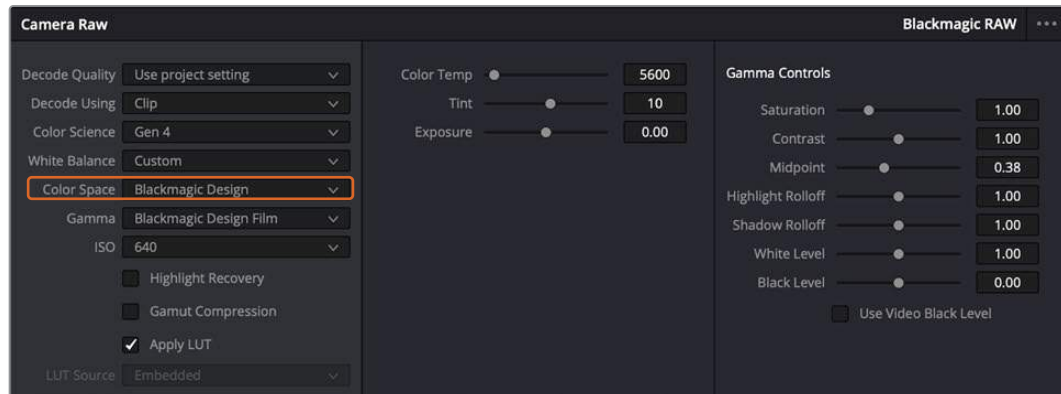 Camera Raw
Blackmagic RAW
Decode Quality Use project setting
Decode Using Clip
Color Science Gen 4
White Balance Custom
Color Space Blackmagic Design
Gamma Blackmagic Design Film
ISO 640
Highlight Recovery
Gamut Compression
Apply LUT
LUT Source Embedded
Color Temp 5600
Tint 10
Exposure 0.00
Gamma Controls
Saturation 1.00
Contrast 1.00
Midpoint 0.38
Highlight Rolloff 1.00
Shadow Rolloff 1.00
White Level 1.00
Black Level 0.00
Use Video Black Level